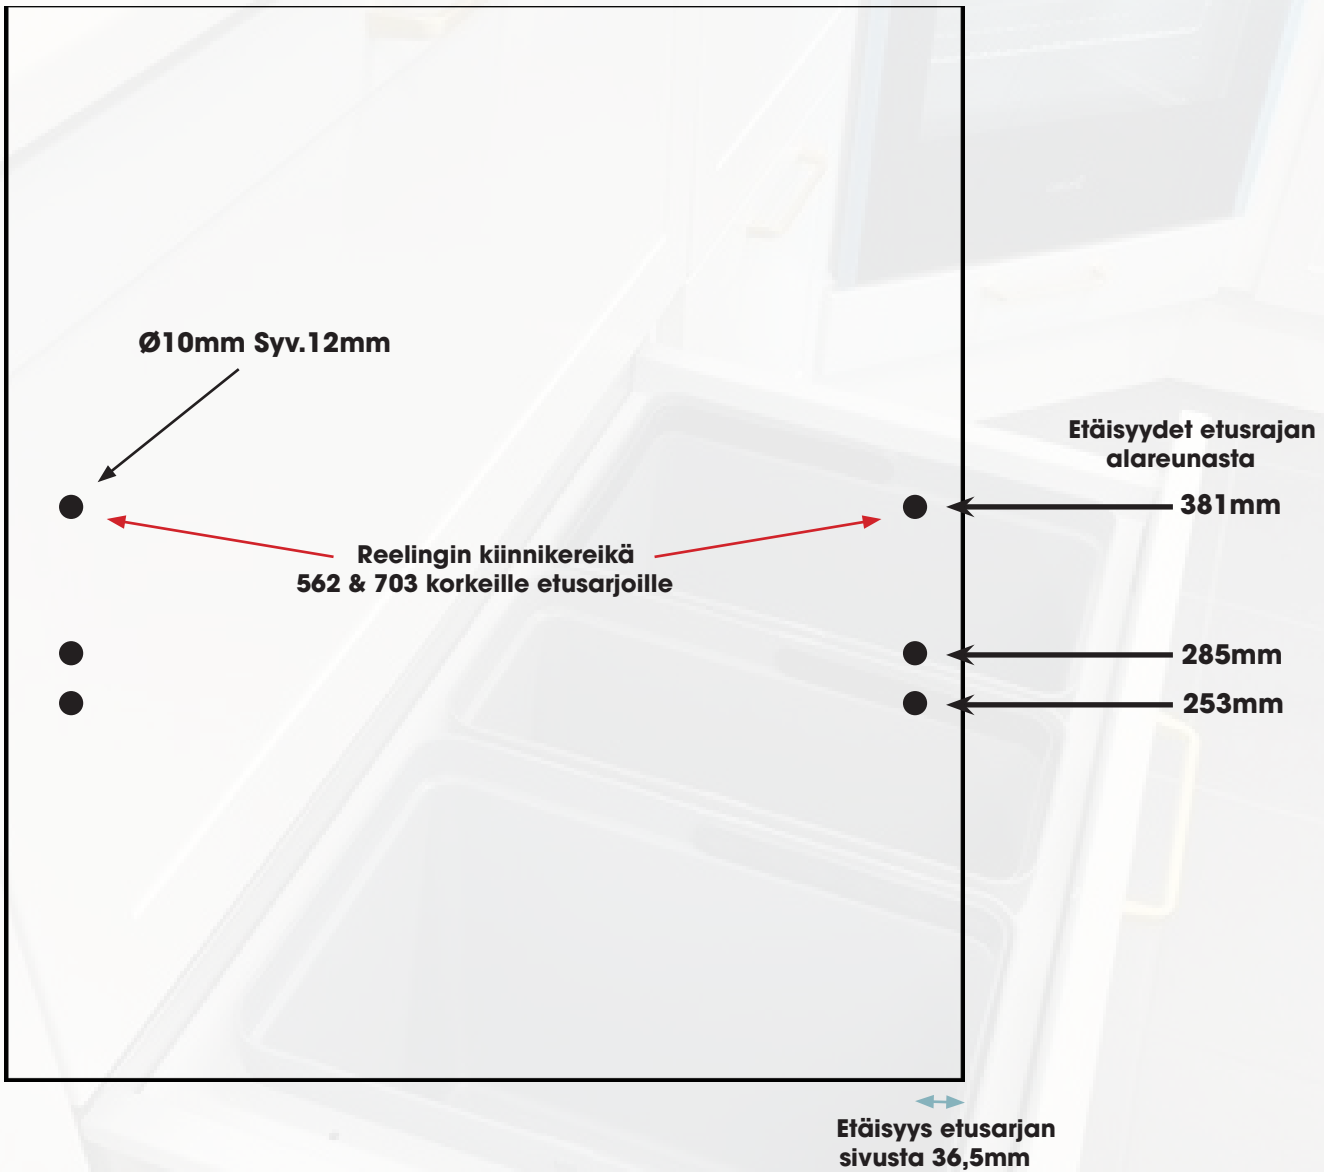 Ø10mm Syv.12mm
Etäisyydet etusrajan
alareunasta
381mm
Reelingin kiinnikereikä
562 & 703 korkeille etusarjoille
285mm
253mm
Etäisyys etusarjan
sivusta 36,5mm